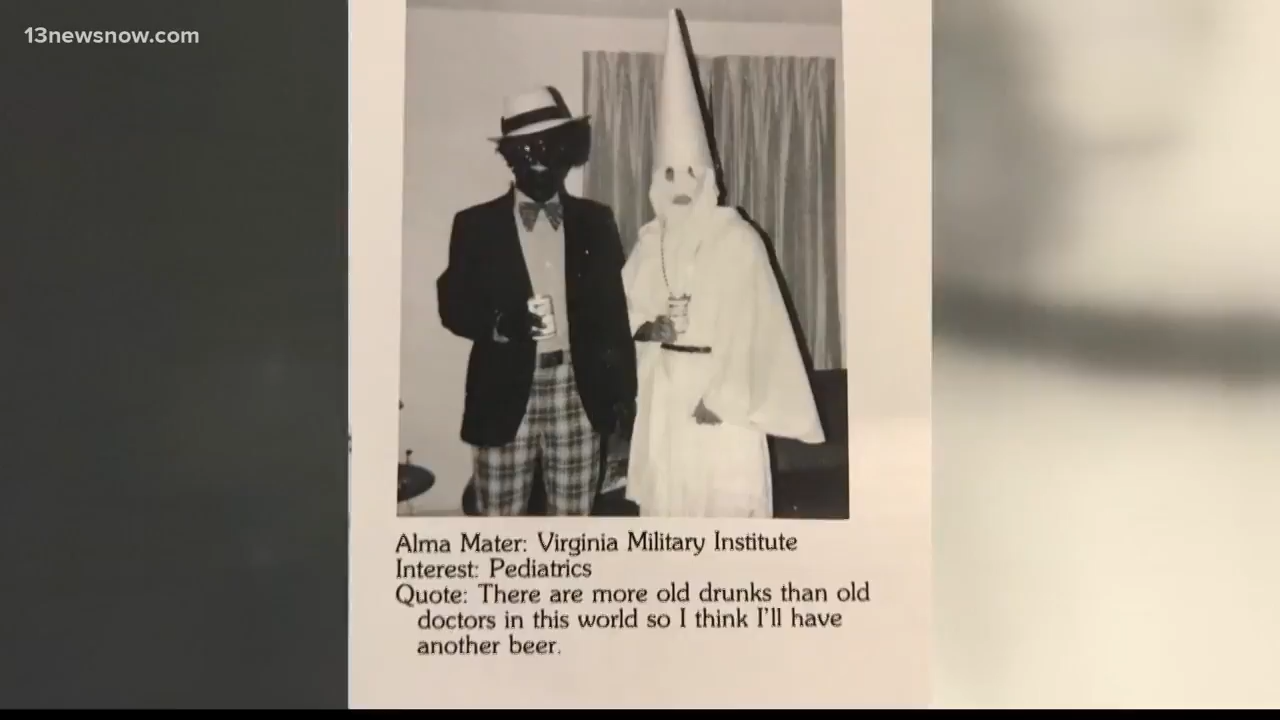 13newsnow.com
Alma Mater: Virginia Military Institute
Interest: Pediatrics
Quote: There are more old drunks than old
doctors in this world so I think I'll have
another beer.